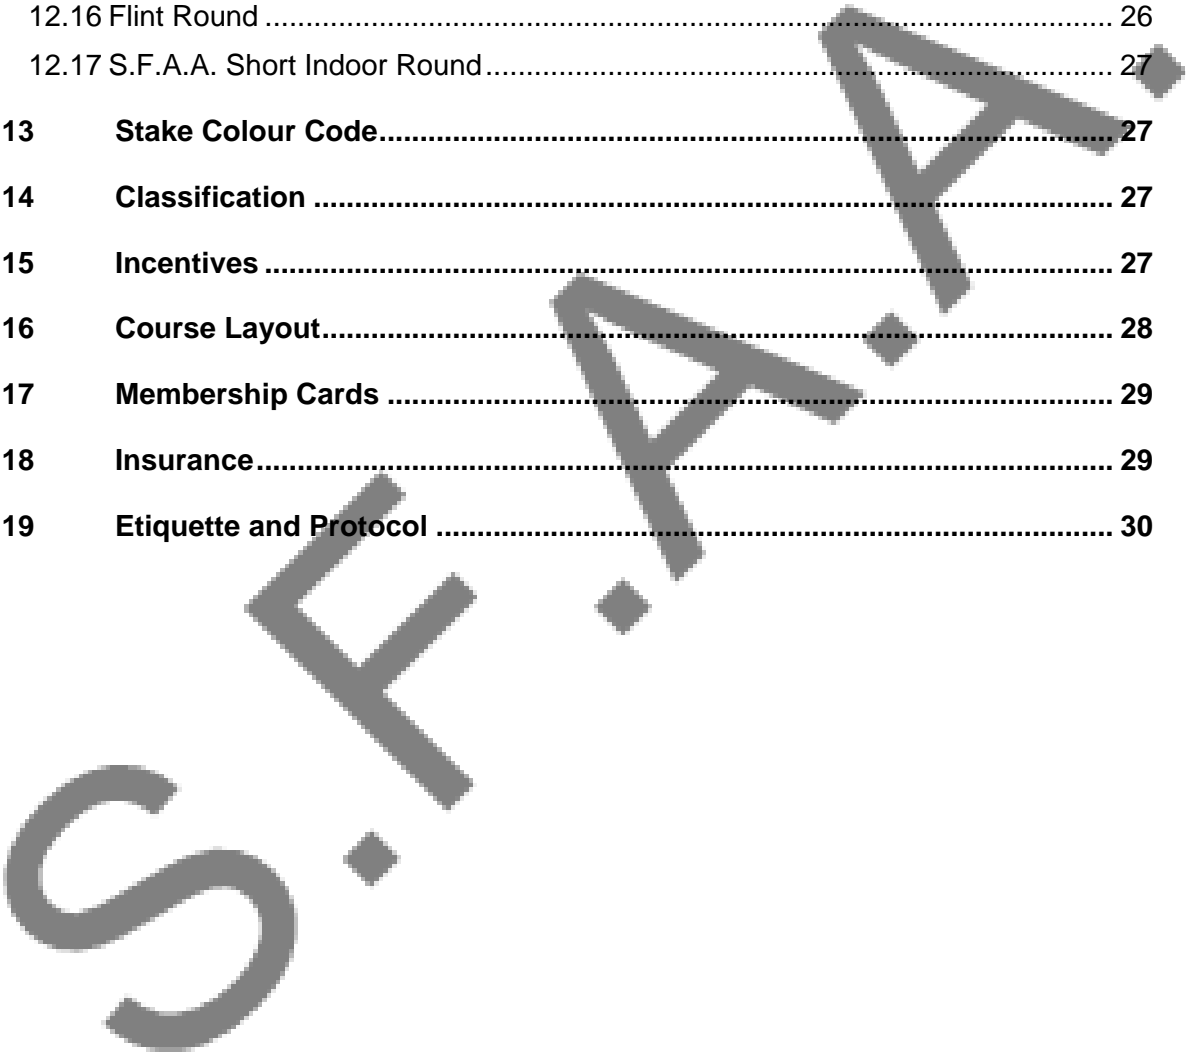 12.16 Flint Round ........................................................................................................ 26
12.17 S.F.A.A. Short Indoor Round ............................................................................. 27
13 Stake Colour Code .......................................................................................... 27
14 Classification .................................................................................................. 27
15 Incentives ........................................................................................................ 27
16 Course Layout ................................................................................................. 28
17 Membership Cards ......................................................................................... 29
18 Insurance ......................................................................................................... 29
19 Etiquette and Protocol ................................................................................... 30
S.F.A.A.